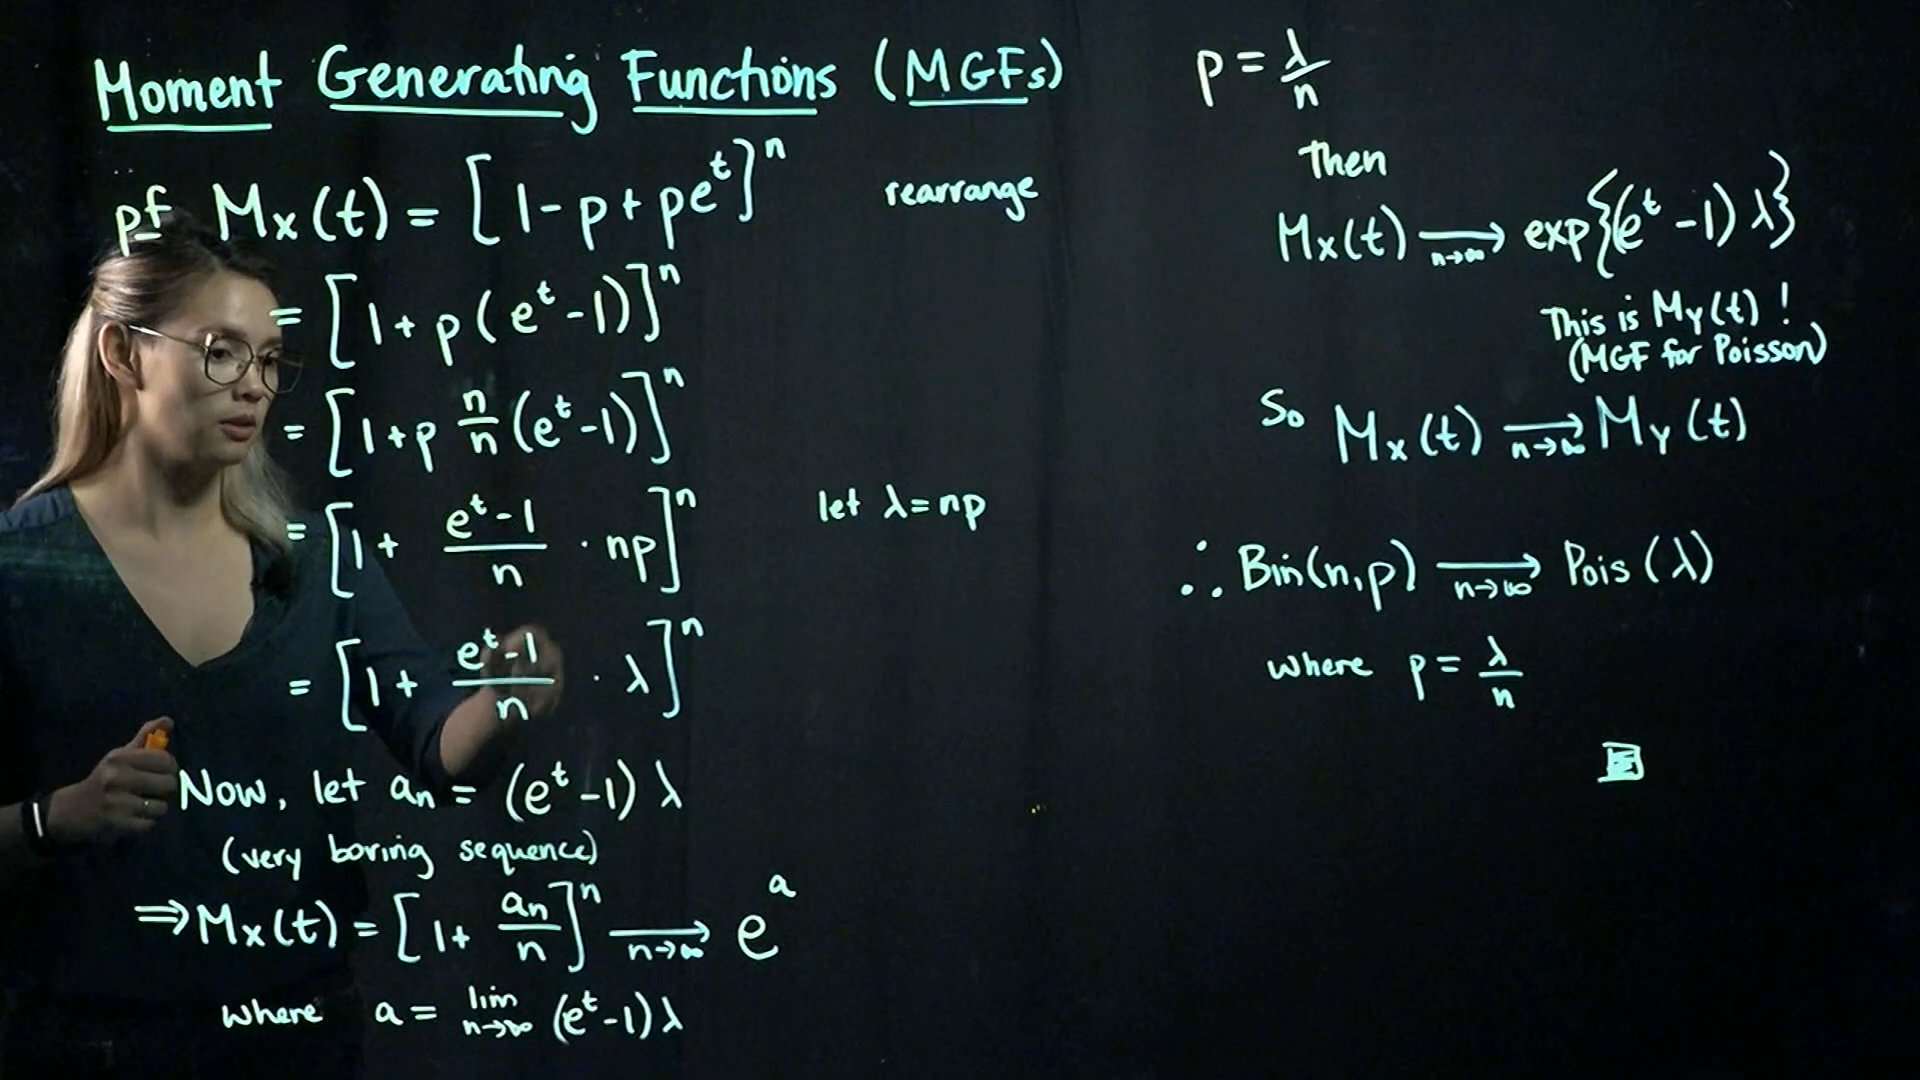 Moment Generating Functions (MGFs)
pf Mx(t) = [1-p+pe^t]^n rearrange
= [1+p(e^t-1)]^n
= [1+p n/n (e^t-1)]^n
= [1+ (e^t-1)/n · np]^n let λ=np
= [1+ (e^t-1)/n · λ]^n
Now, let an = (e^t-1) λ
(very boring sequence)
⇒ Mx(t) = [1+ an/n]^n →n→∞ e^a
where a = lim n→∞ (e^t-1) λ
p = λ/n
Then
Mx(t) →n→∞ exp{(e^t-1) λ}
This is MY(t) !
(MGF for Poisson)
So Mx(t) →n→∞ MY(t)
∴ Bin(n,p) →n→∞ Pois(λ)
where p = λ/n